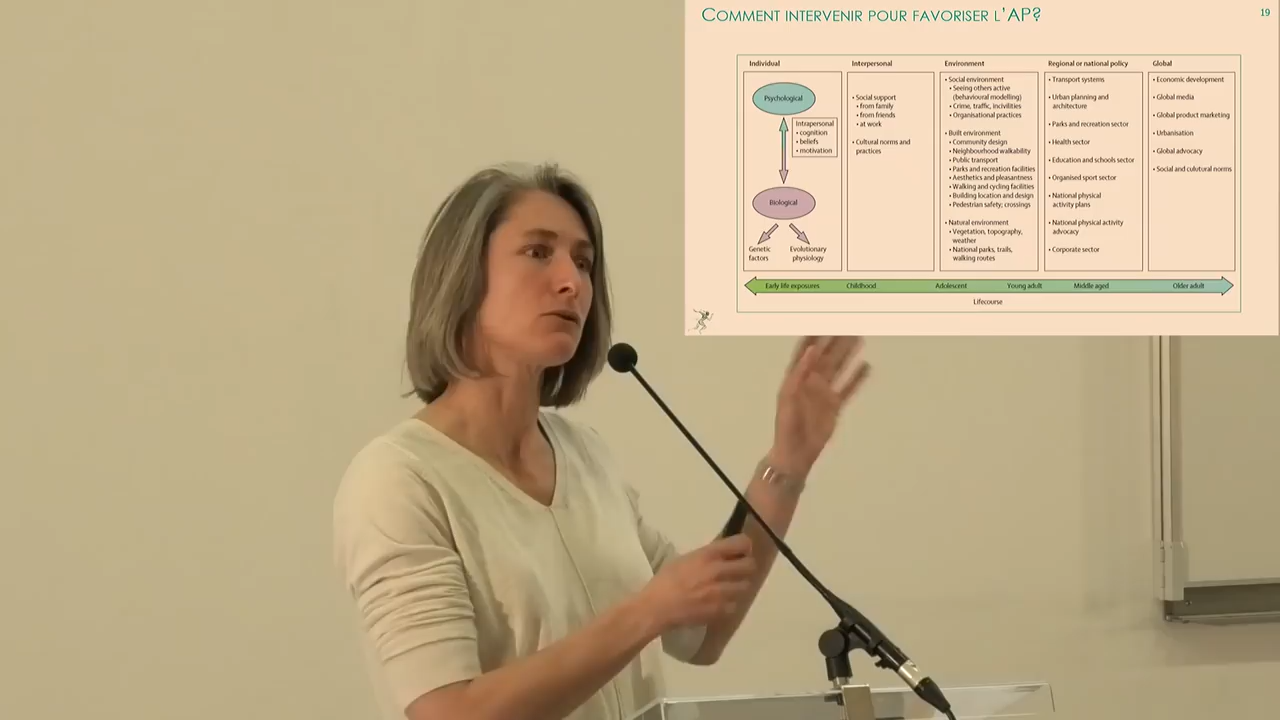 COMMENT INTERVENIR POUR FAVORISER L'AP?
19
Individual
Psychological
Intrapersonal
• cognition
• beliefs
• motivation
Biological
Genetic
factors
Evolutionary
physiology
Interpersonal
• Social support
• from family
• from friends
• at work
• Cultural norms and
practices
Environment
• Social environment
• Seeing others active
(behavioural modelling)
• Crime, traffic, incivilities
• Organisational practices
• Built environment
• Community design
• Neighbourhood walkability
• Public transport
• Parks and recreation facilities
• Aesthetics and pleasantness
• Walking and cycling facilities
• Building location and design
• Pedestrian safety; crossings
• Natural environment
• Vegetation, topography,
weather
• National parks, trails,
walking routes
Regional or national policy
• Transport systems
• Urban planning and
architecture
• Parks and recreation sector
• Health sector
• Education and schools sector
• Organised sport sector
• National physical
activity plans
• National physical activity
advocacy
• Corporate sector
Global
• Economic development
• Global media
• Global product marketing
• Urbanisation
• Global advocacy
• Social and culutural norms
Early life exposures
Childhood
Adolescent
Young adult
Middle aged
Older adult
Lifecourse